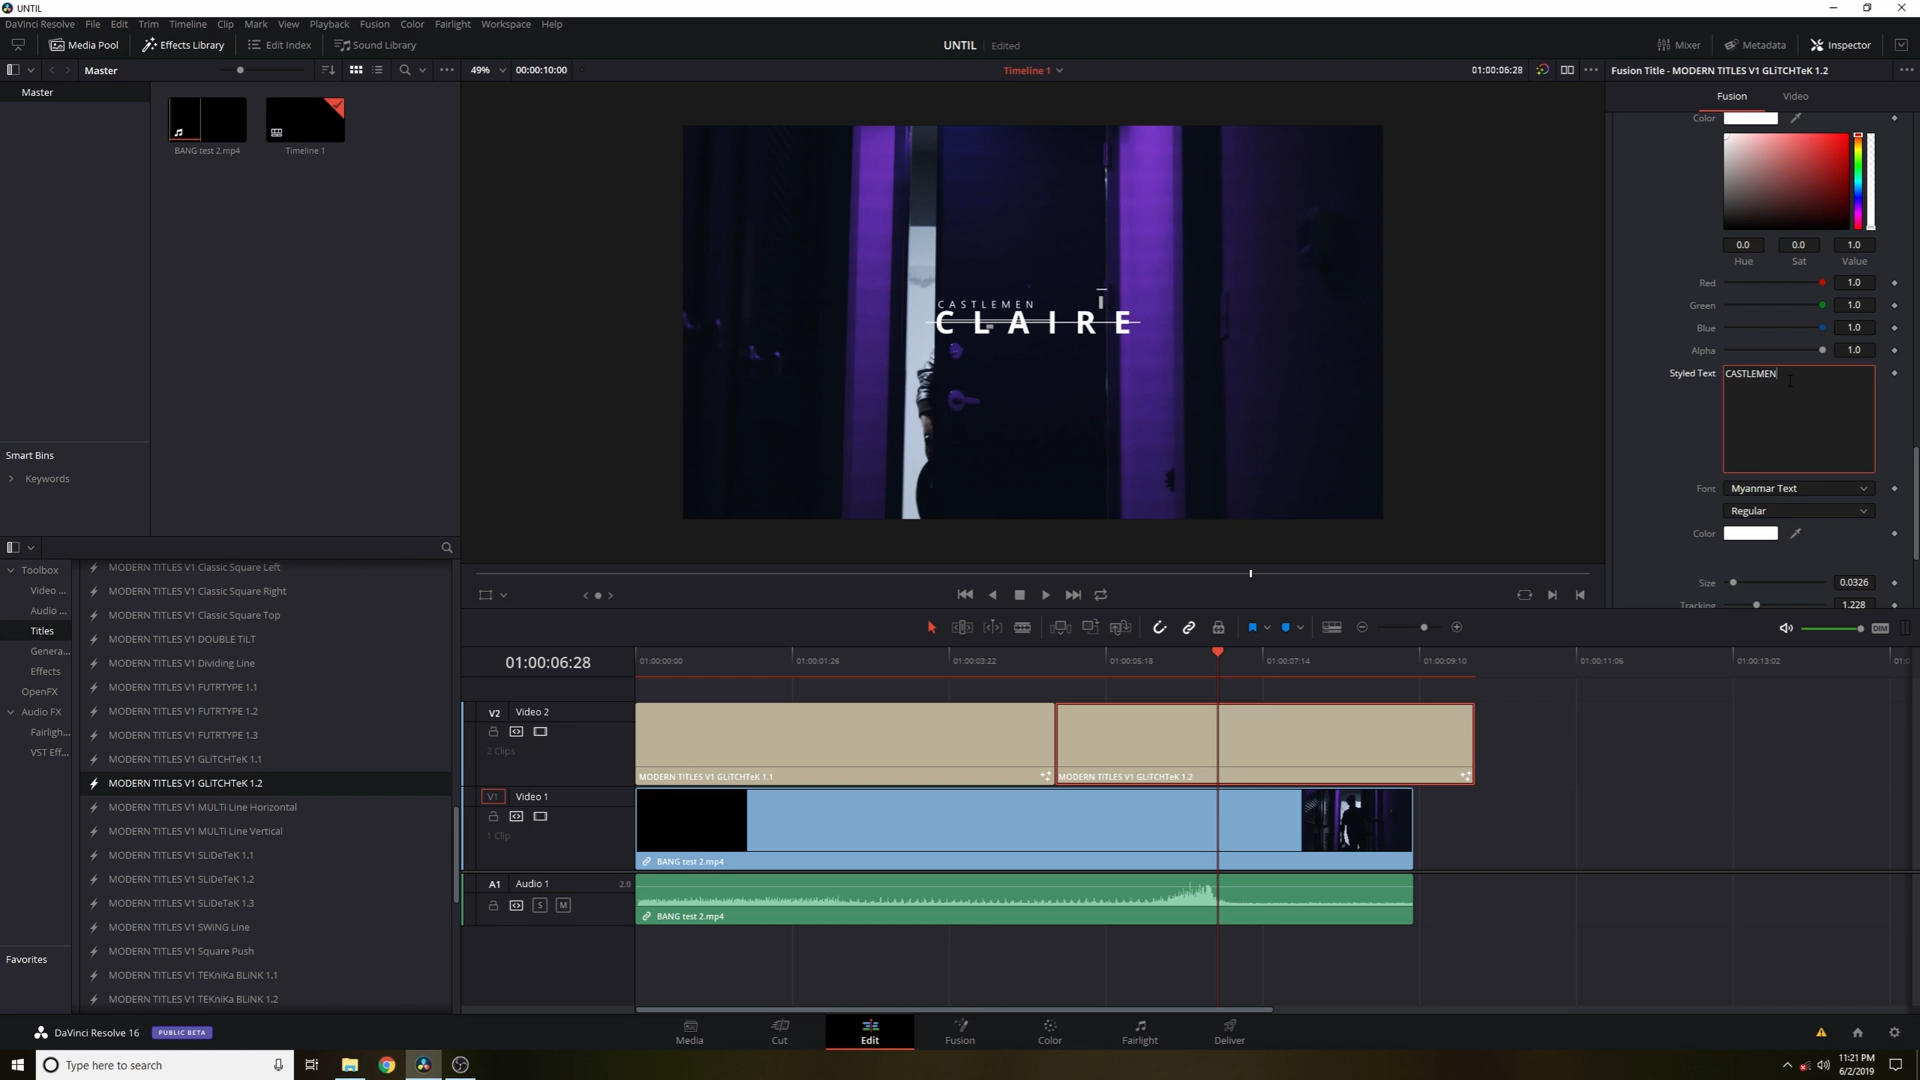 UNTIL
DaVinci Resolve File Edit Trim Timeline Clip Mark View Playback Fusion Color Fairlight Workspace Help
Media Pool Effects Library Edit Index Sound Library UNTIL Edited Mixer Metadata Inspector
Master 49% 00:00:10:00 Timeline 1 01:00:06:28 Fusion Title - MODERN TITLES V1 GLiTCHTeK 1.2
Master
Fusion Video
BANG test 2.mp4 Timeline 1
Color
0.0 0.0 1.0
Hue Sat Value
Red 1.0
Green 1.0
Blue 1.0
Alpha 1.0
CASTLEMEN
CLAIRE
Styled Text CASTLEMEN
Smart Bins
Keywords
Font Myanmar Text
Regular
Color
Size 0.0326
Tracking 1.228
Toolbox
Video ...
Audio ...
Titles
Genera...
Effects
OpenFX
Audio FX
Fairligh...
VST Eff...
Favorites
MODERN TITLES V1 Classic Square Left
MODERN TITLES V1 Classic Square Right
MODERN TITLES V1 Classic Square Top
MODERN TITLES V1 DOUBLE TiLT
MODERN TITLES V1 Dividing Line
MODERN TITLES V1 FUTRTYPE 1.1
MODERN TITLES V1 FUTRTYPE 1.2
MODERN TITLES V1 FUTRTYPE 1.3
MODERN TITLES V1 GLiTCHTeK 1.1
MODERN TITLES V1 GLiTCHTeK 1.2
MODERN TITLES V1 MULTi Line Horizontal
MODERN TITLES V1 MULTi Line Vertical
MODERN TITLES V1 SLiDeTeK 1.1
MODERN TITLES V1 SLiDeTeK 1.2
MODERN TITLES V1 SLiDeTeK 1.3
MODERN TITLES V1 SWiNG Line
MODERN TITLES V1 Square Push
MODERN TITLES V1 TEKniKa BLiNK 1.1
MODERN TITLES V1 TEKniKa BLiNK 1.2
DIM
01:00:06:28 01:00:00:00 01:00:01:26 01:00:03:22 01:00:05:18 01:00:07:14 01:00:09:10 01:00:11:06 01:00:13:02
V2 Video 2
2 Clips
MODERN TITLES V1 GLiTCHTeK 1.1 MODERN TITLES V1 GLiTCHTeK 1.2
V1 Video 1
1 Clip
BANG test 2.mp4
A1 Audio 1 2.0
S M
BANG test 2.mp4
DaVinci Resolve 16 PUBLIC BETA
Media Cut Edit Fusion Color Fairlight Deliver
Type here to search
11:21 PM
6/2/2019